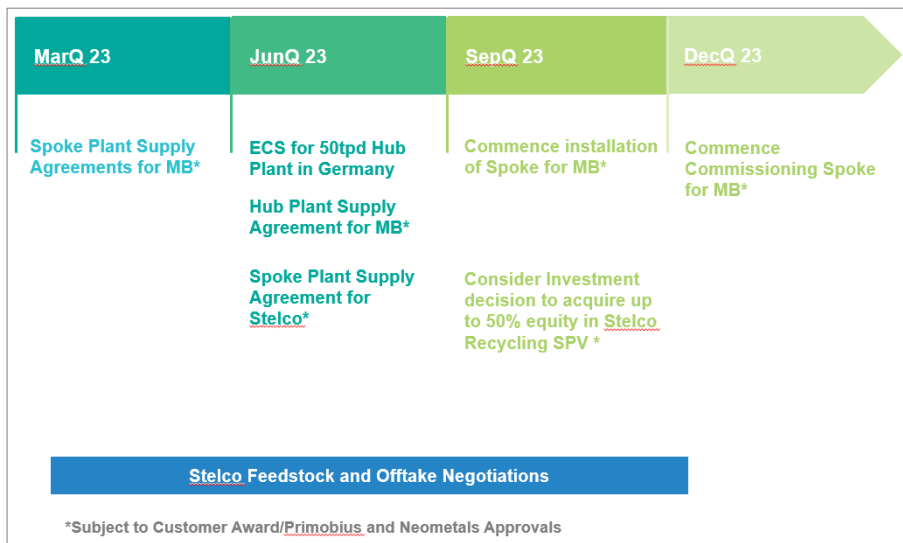 MarQ 23
JunQ 23
SepQ 23
DecQ 23
Spoke Plant Supply
Agreements for MB*
ECS for 50tpd Hub
Plant in Germany
Hub Plant Supply
Agreement for MB*
Spoke Plant Supply
Agreement for
Stelco*
Commence installation
of Spoke for MB*
Consider Investment
decision to acquire up
to 50% equity in Stelco
Recycling SPV *
Commence
Commissioning Spoke
for MB*
Stelco Feedstock and Offtake Negotiations
*Subject to Customer Award/Primobius and Neometals Approvals